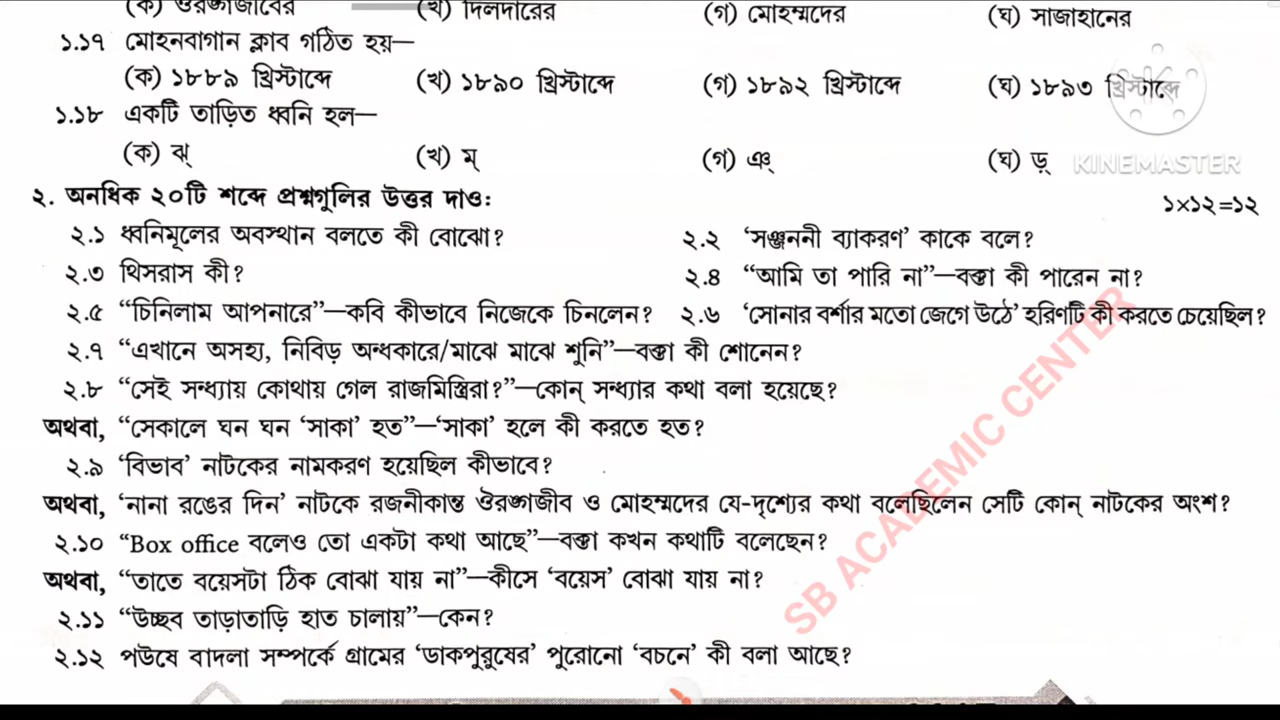 (ক) ঔরঙ্গজাবের (খ) দিলদারের (গ) মোহম্মদের (ঘ) সাজাহানের
১.১৭ মোহনবাগান ক্লাব গঠিত হয়—
(ক) ১৮৮৯ খ্রিস্টাব্দে (খ) ১৮৯০ খ্রিস্টাব্দে (গ) ১৮৯২ খ্রিস্টাব্দে (ঘ) ১৮৯৩ খ্রিস্টাব্দে
১.১৮ একটি তাড়িত ধ্বনি হল—
(ক) ঝ্ (খ) ম্ (গ) ঞ্ (ঘ) ড়্
KINEMASTER
২. অনধিক ২০টি শব্দে প্রশ্নগুলির উত্তর দাও: ১×১২=১২
২.১ ধ্বনিমূলের অবস্থান বলতে কী বোঝো? ২.২ ‘সঞ্জননী ব্যাকরণ’ কাকে বলে?
২.৩ থিসরাস কী? ২.৪ “আমি তা পারি না”—বক্তা কী পারেন না?
২.৫ “চিনিলাম আপনারে”—কবি কীভাবে নিজেকে চিনলেন? ২.৬ ‘সোনার বর্শার মতো জেগে উঠে’ হরিণটি কী করতে চেয়েছিল?
২.৭ “এখানে অসহ্য, নিবিড় অন্ধকারে/মাঝে মাঝে শুনি”—বক্তা কী শোনেন?
২.৮ “সেই সন্ধ্যায় কোথায় গেল রাজমিস্ত্রিরা?”—কোন্ সন্ধ্যার কথা বলা হয়েছে?
অথবা, “সেকালে ঘন ঘন ‘সাকা’ হত”—‘সাকা’ হলে কী করতে হত?
২.৯ ‘বিভাব’ নাটকের নামকরণ হয়েছিল কীভাবে?
অথবা, ‘নানা রঙের দিন’ নাটকে রজনীকান্ত ঔরঙ্গজীব ও মোহম্মদের যে-দৃশ্যের কথা বলেছিলেন সেটি কোন্ নাটকের অংশ?
২.১০ “Box office বলেও তো একটা কথা আছে”—বক্তা কখন কথাটি বলেছেন?
অথবা, “তাতে বয়েসটা ঠিক বোঝা যায় না”—কীসে ‘বয়েস’ বোঝা যায় না?
২.১১ “উচ্ছব তাড়াতাড়ি হাত চালায়”—কেন?
২.১২ পউষে বাদলা সম্পর্কে গ্রামের ‘ডাকপুরুষের’ পুরোনো ‘বচনে’ কী বলা আছে?
SB ACADEMIC CENTER